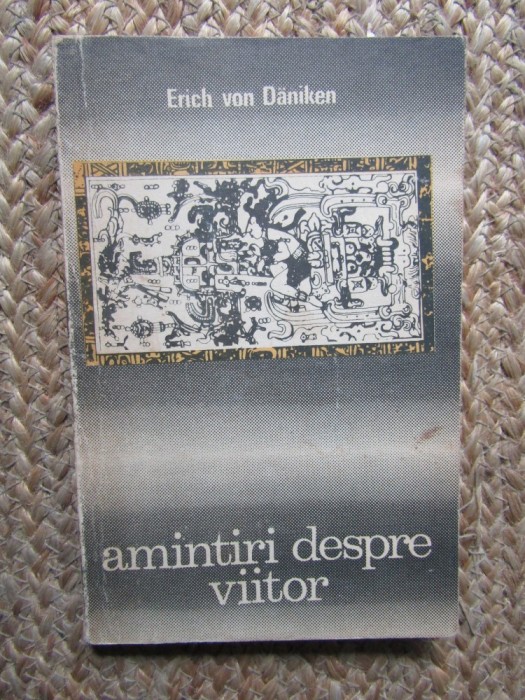 Erich von Däniken
amintiri despre
viitor